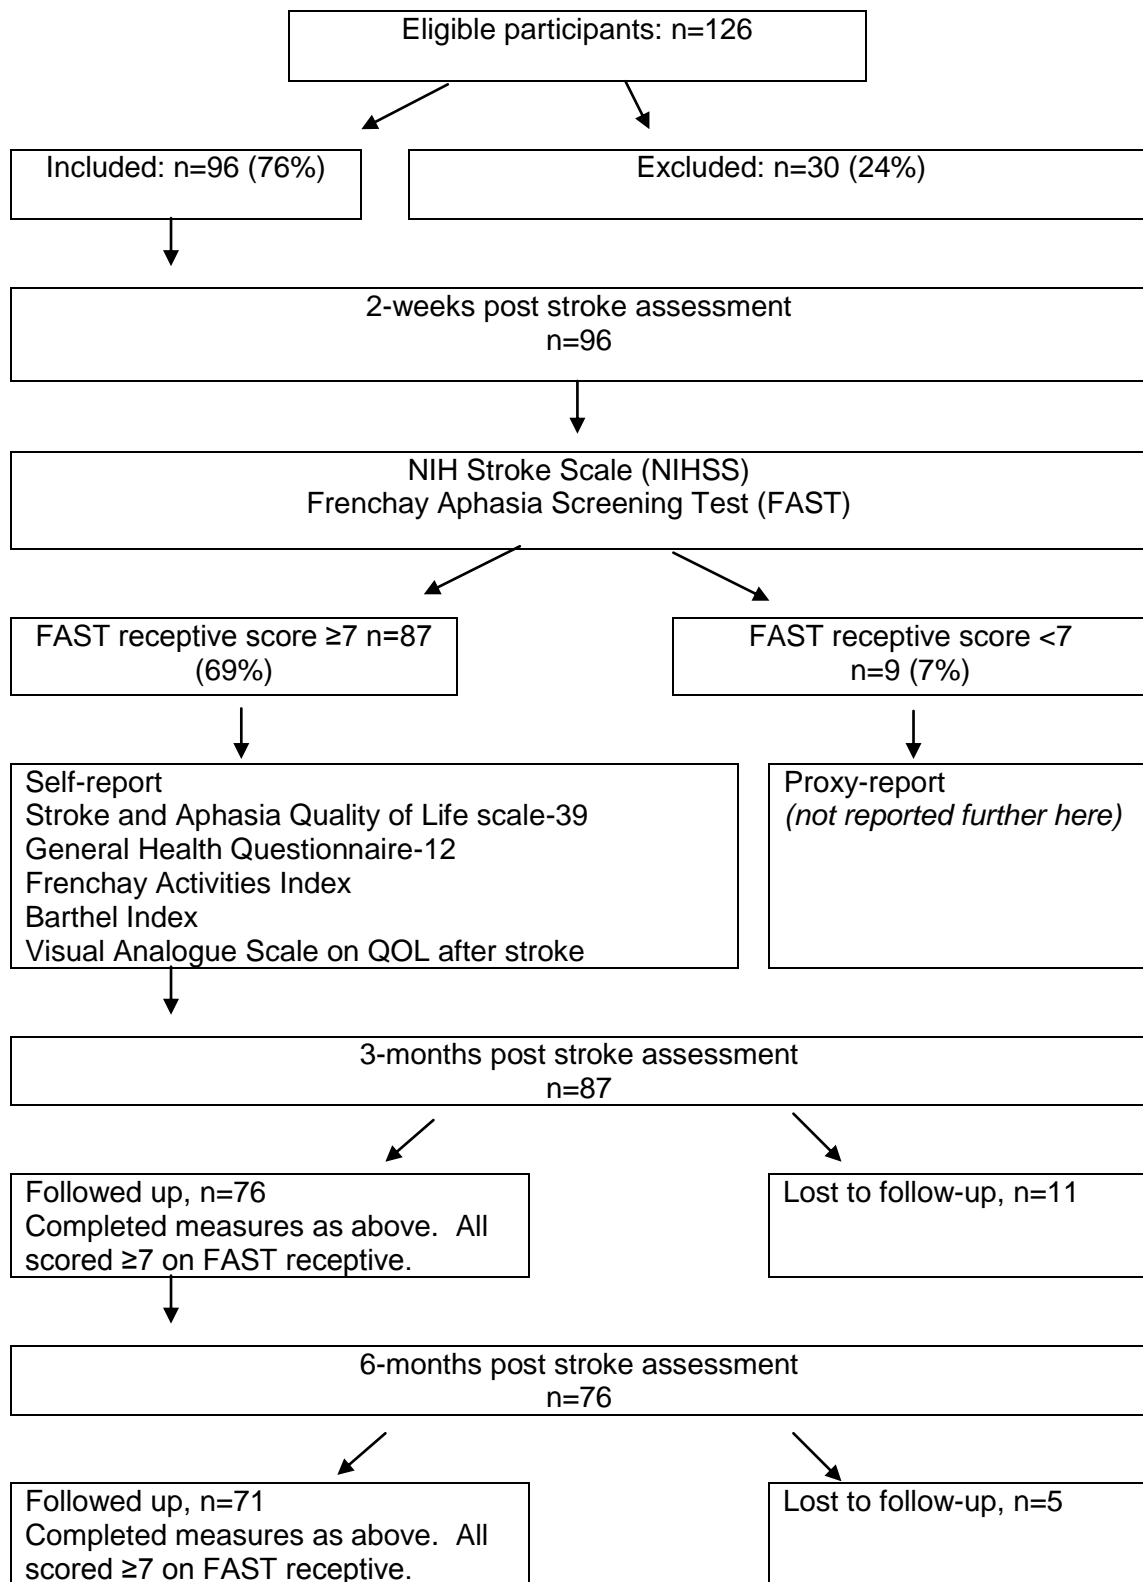 Eligible participants: n=126
Included: n=96 (76%)
Excluded: n=30 (24%)
2-weeks post stroke assessment
n=96
NIH Stroke Scale (NIHSS)
Frenchay Aphasia Screening Test (FAST)
FAST receptive score ≥7 n=87
(69%)
FAST receptive score <7
n=9 (7%)
Self-report
Stroke and Aphasia Quality of Life scale-39
General Health Questionnaire-12
Frenchay Activities Index
Barthel Index
Visual Analogue Scale on QOL after stroke
Proxy-report
(not reported further here)
3-months post stroke assessment
n=87
Followed up, n=76
Completed measures as above.  All
scored ≥7 on FAST receptive.
Lost to follow-up, n=11
6-months post stroke assessment
n=76
Followed up, n=71
Completed measures as above.  All
scored ≥7 on FAST receptive.
Lost to follow-up, n=5